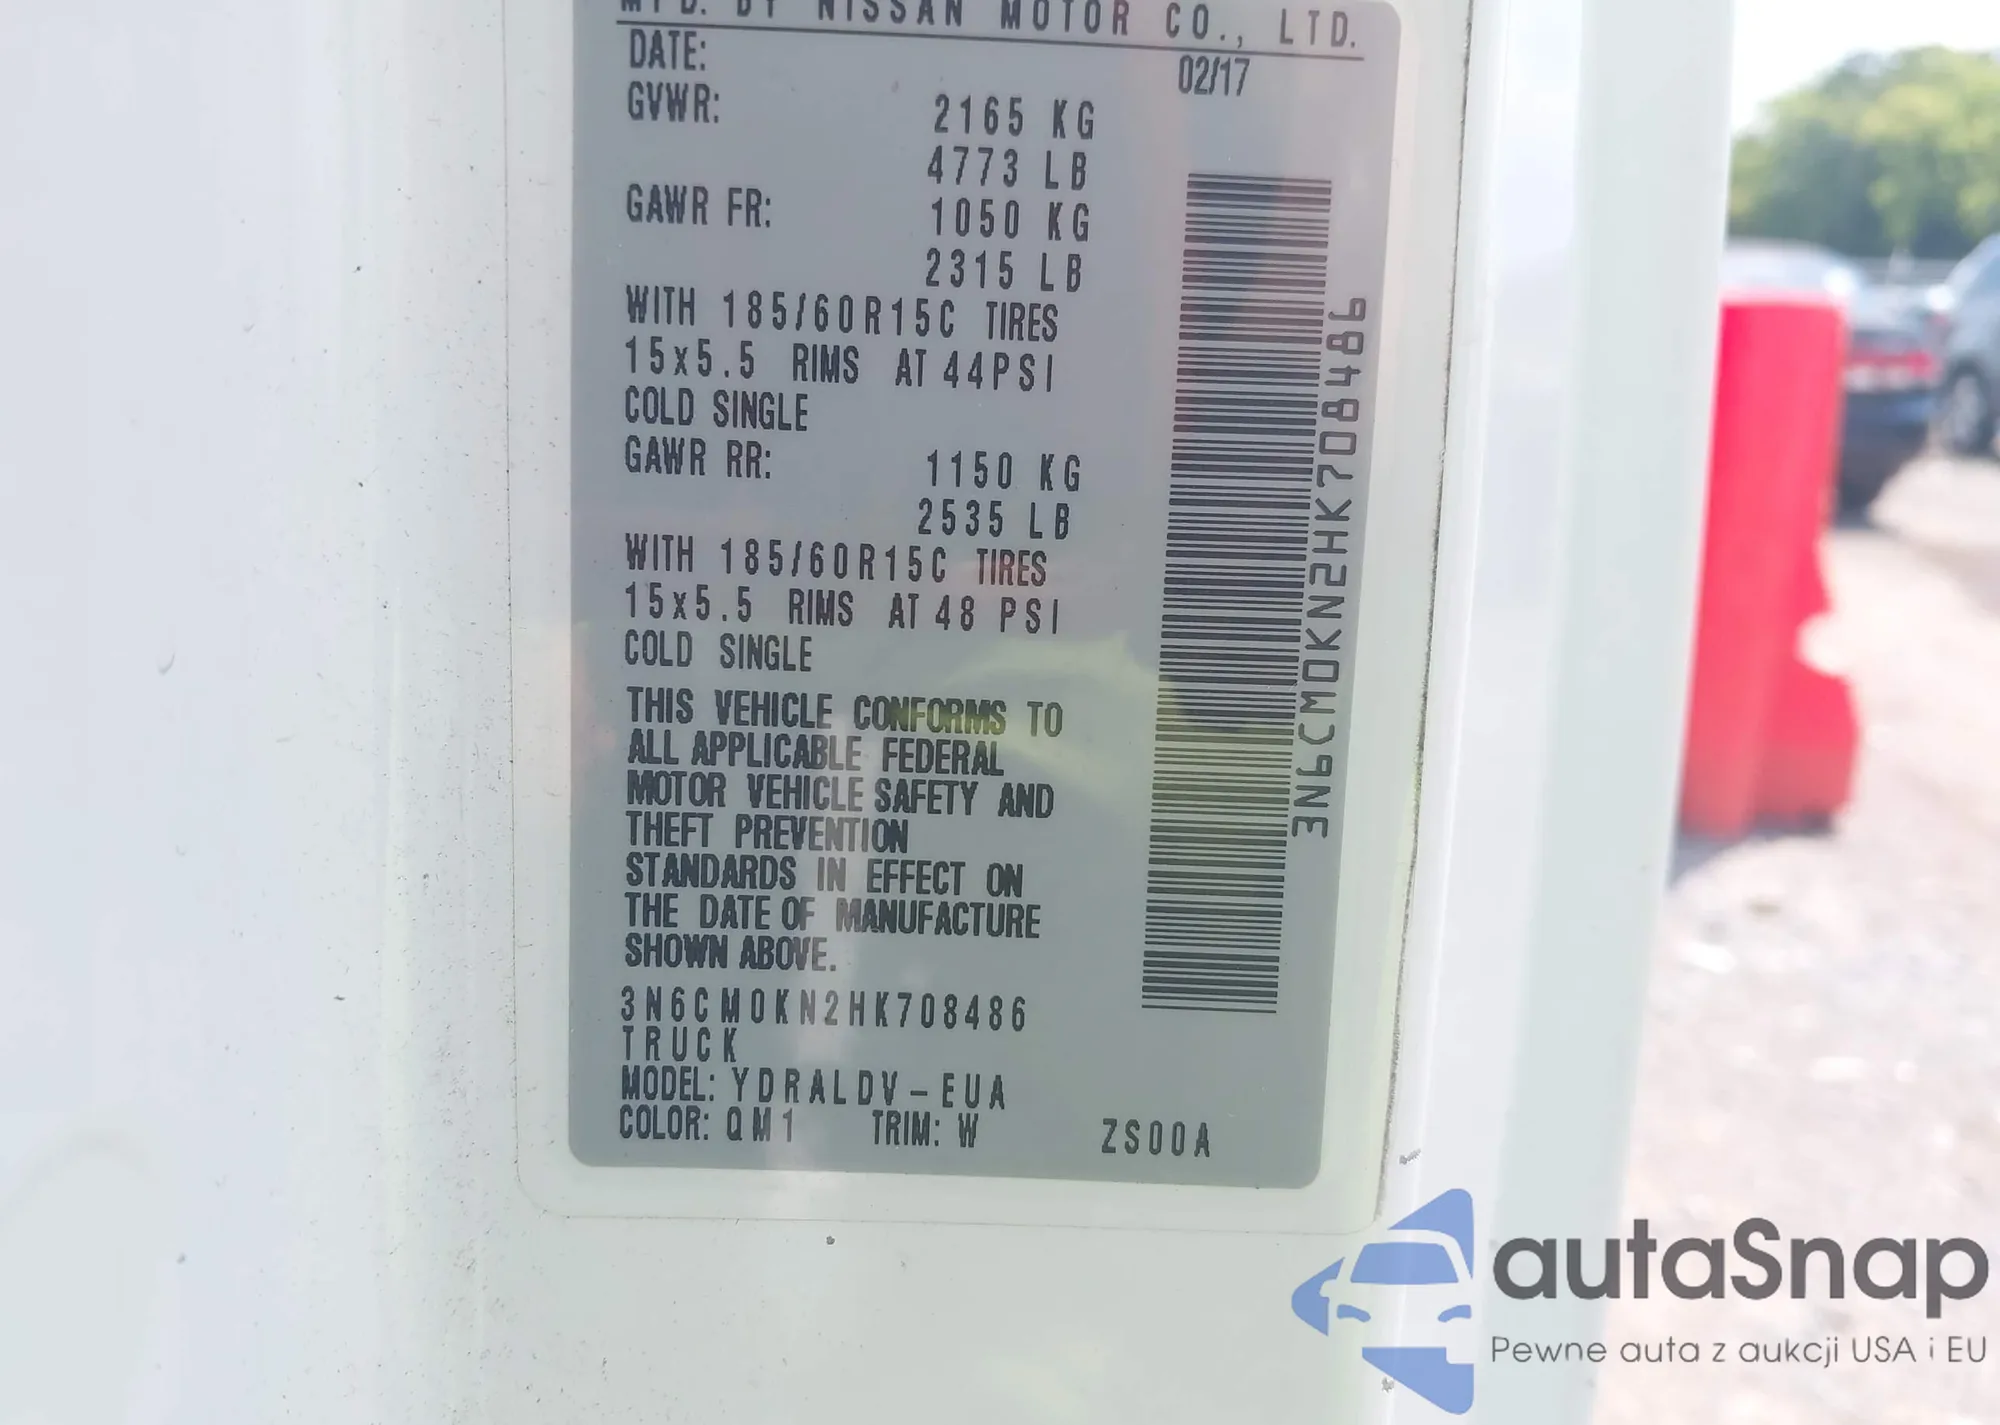 MFD. BY NISSAN MOTOR CO., LTD.
DATE: 02/17
GVWR: 2165 KG
4773 LB
GAWR FR: 1050 KG
2315 LB
WITH 185/60R15C TIRES
15x5.5 RIMS AT 44PSI
COLD SINGLE
GAWR RR: 1150 KG
2535 LB
WITH 185/60R15C TIRES
15x5.5 RIMS AT 48 PSI
COLD SINGLE
THIS VEHICLE CONFORMS TO
ALL APPLICABLE FEDERAL
MOTOR VEHICLE SAFETY AND
THEFT PREVENTION
STANDARDS IN EFFECT ON
THE DATE OF MANUFACTURE
SHOWN ABOVE.
3N6CM0KN2HK708486
TRUCK
MODEL: YDRALDV-EUA
COLOR: QM1 TRIM: W ZS00A
3N6CM0KN2HK708486
autaSnap
Pewne auta z aukcji USA i EU